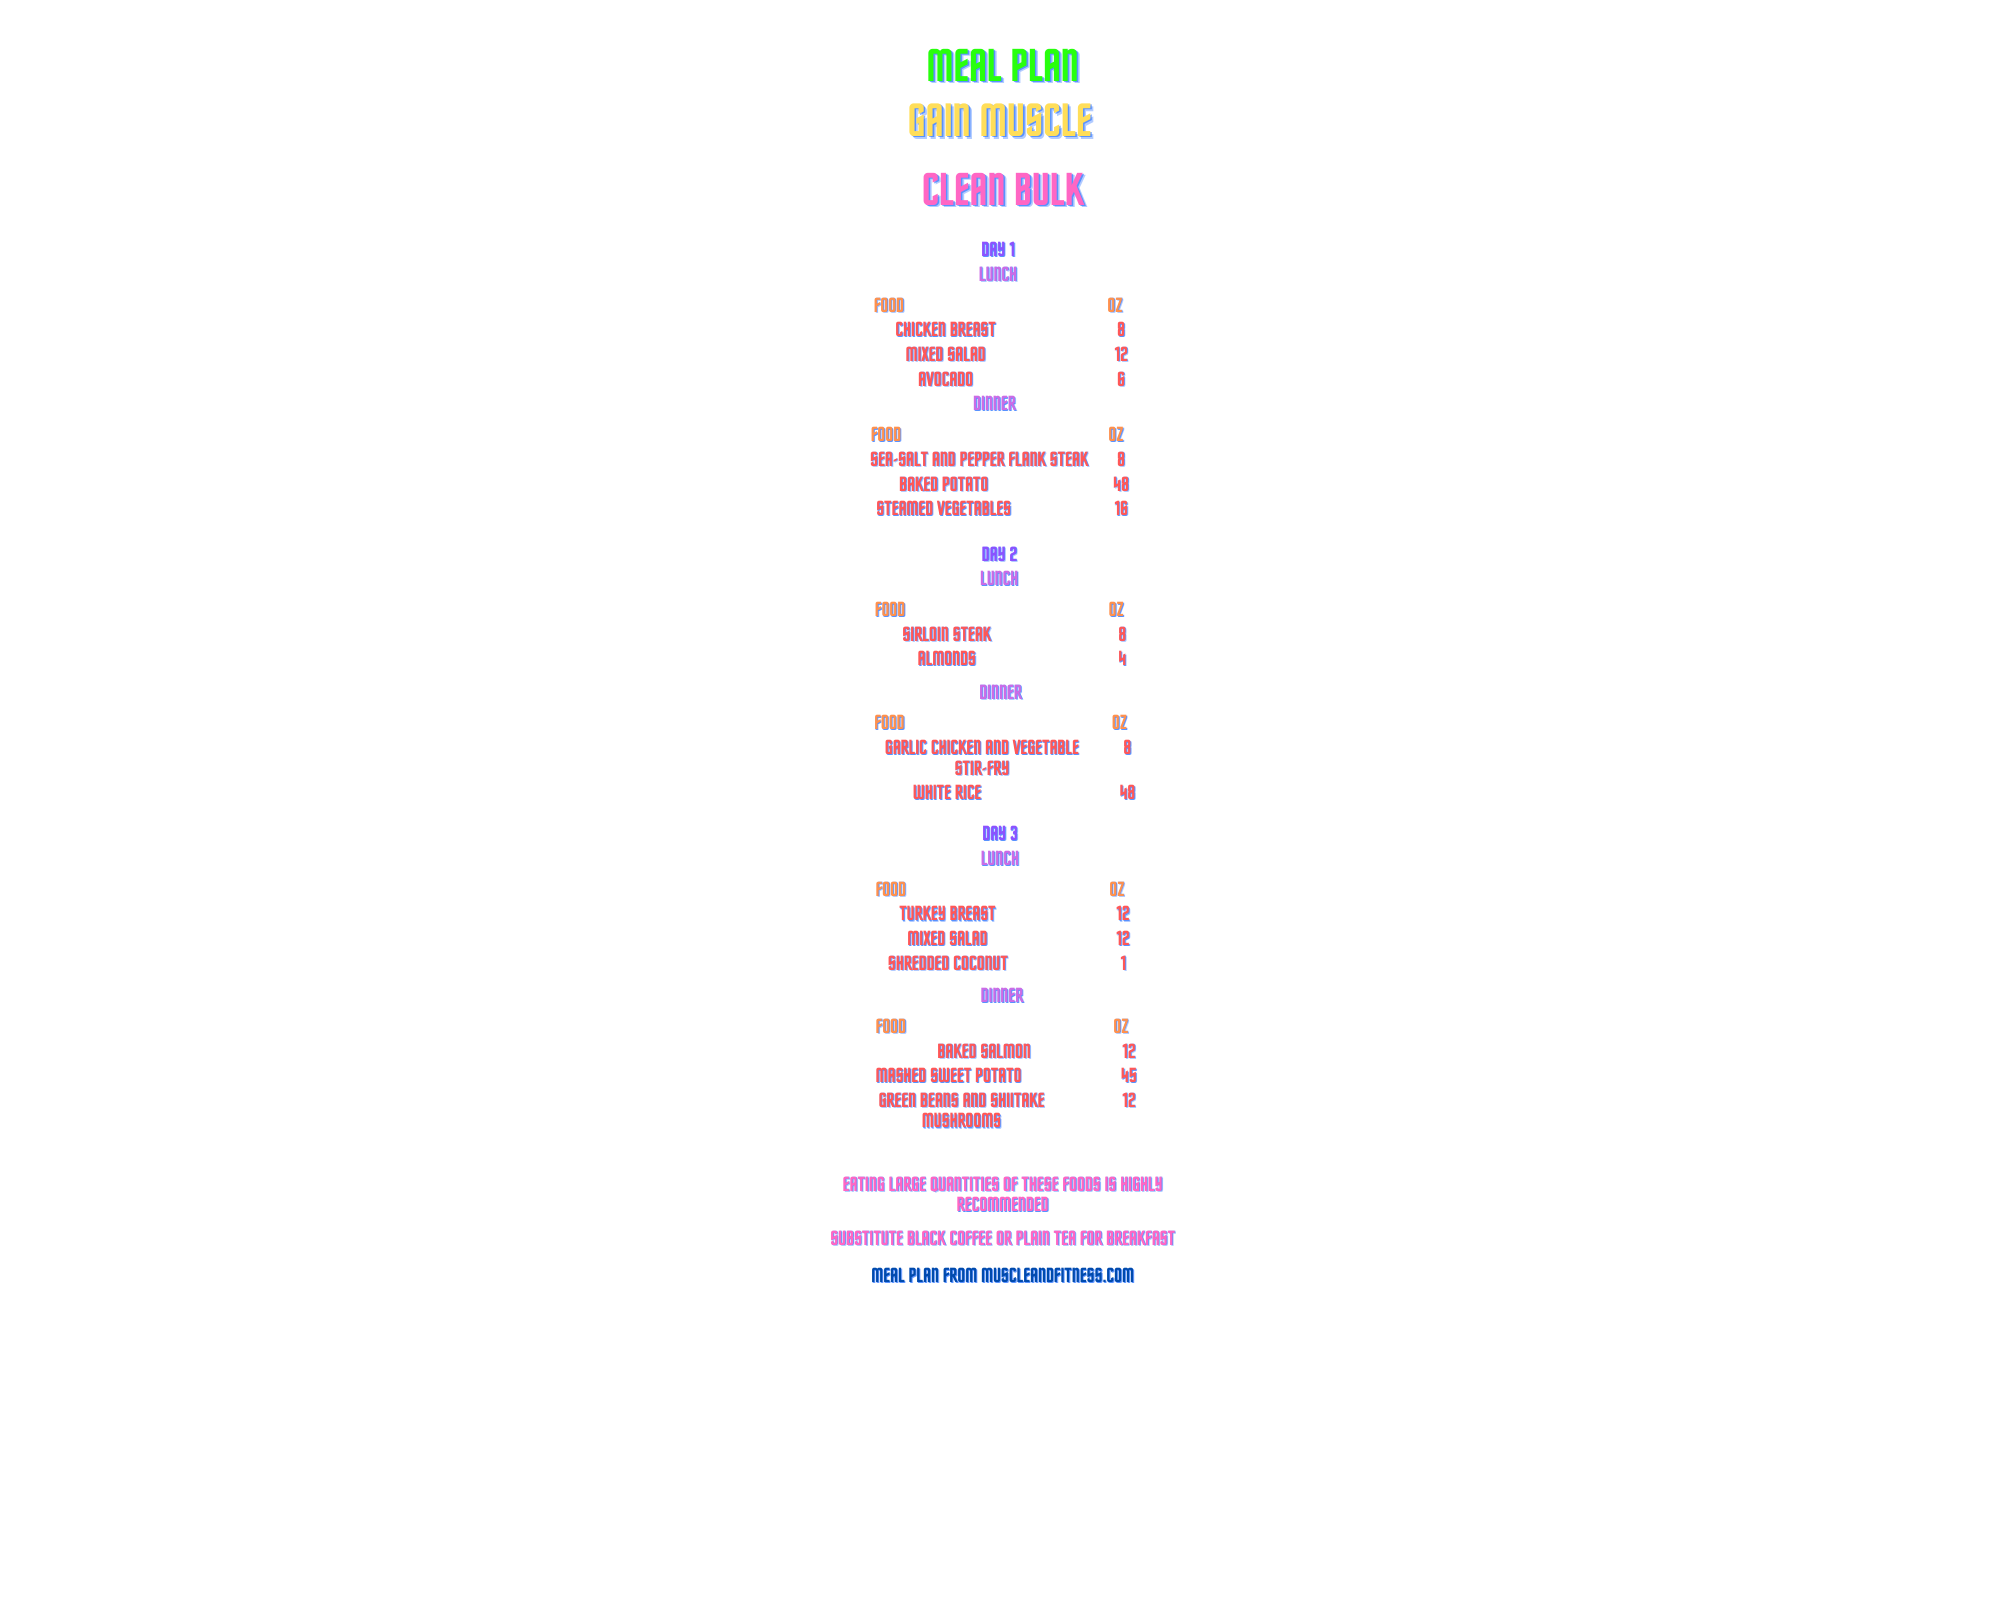 MEAL PLAN
GAIN MUSCLE
CLEAN BULK
DAY 1
LUNCH
FOOD OZ
CHICKEN BREAST 8
MIXED SALAD 12
AVOCADO 6
DINNER
FOOD OZ
SEA-SALT AND PEPPER FLANK STEAK 8
BAKED POTATO 48
STEAMED VEGETABLES 16
DAY 2
LUNCH
FOOD OZ
SIRLOIN STEAK 8
ALMONDS 4
DINNER
FOOD OZ
GARLIC CHICKEN AND VEGETABLE 8
STIR-FRY
WHITE RICE 48
DAY 3
LUNCH
FOOD OZ
TURKEY BREAST 12
MIXED SALAD 12
SHREDDED COCONUT 1
DINNER
FOOD OZ
BAKED SALMON 12
MASHED SWEET POTATO 45
GREEN BEANS AND SHIITAKE 12
MUSHROOMS
EATING LARGE QUANTITIES OF THESE FOODS IS HIGHLY
RECOMMENDED
SUBSTITUTE BLACK COFFEE OR PLAIN TEA FOR BREAKFAST
MEAL PLAN FROM MUSCLEANDFITNESS.COM